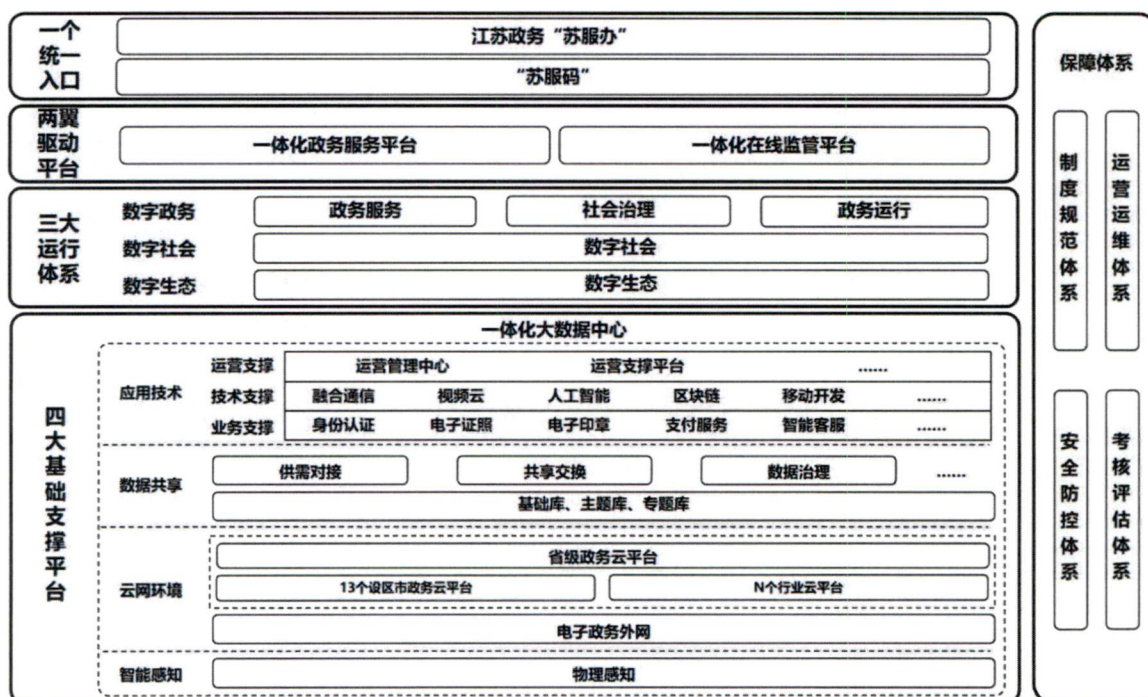 一个
统一
入口
江苏政务“苏服办”
“苏服码”
两翼
驱动
平台
一体化政务服务平台 一体化在线监管平台
三大
运行
体系
数字政务 政务服务 社会治理 政务运行
数字社会 数字社会
数字生态 数字生态
四大基础支撑平台
一体化大数据中心
应用技术
运营支撑 运营管理中心 运营支撑平台 ……
技术支撑 融合通信 视频云 人工智能 区块链 移动开发 ……
业务支撑 身份认证 电子证照 电子印章 支付服务 智能客服 ……
数据共享
供需对接 共享交换 数据治理 ……
基础库、主题库、专题库
云网环境
省级政务云平台
13个设区市政务云平台 N个行业云平台
电子政务外网
智能感知 物理感知
保障体系
制度规范体系
运营运维体系
安全防控体系
考核评估体系